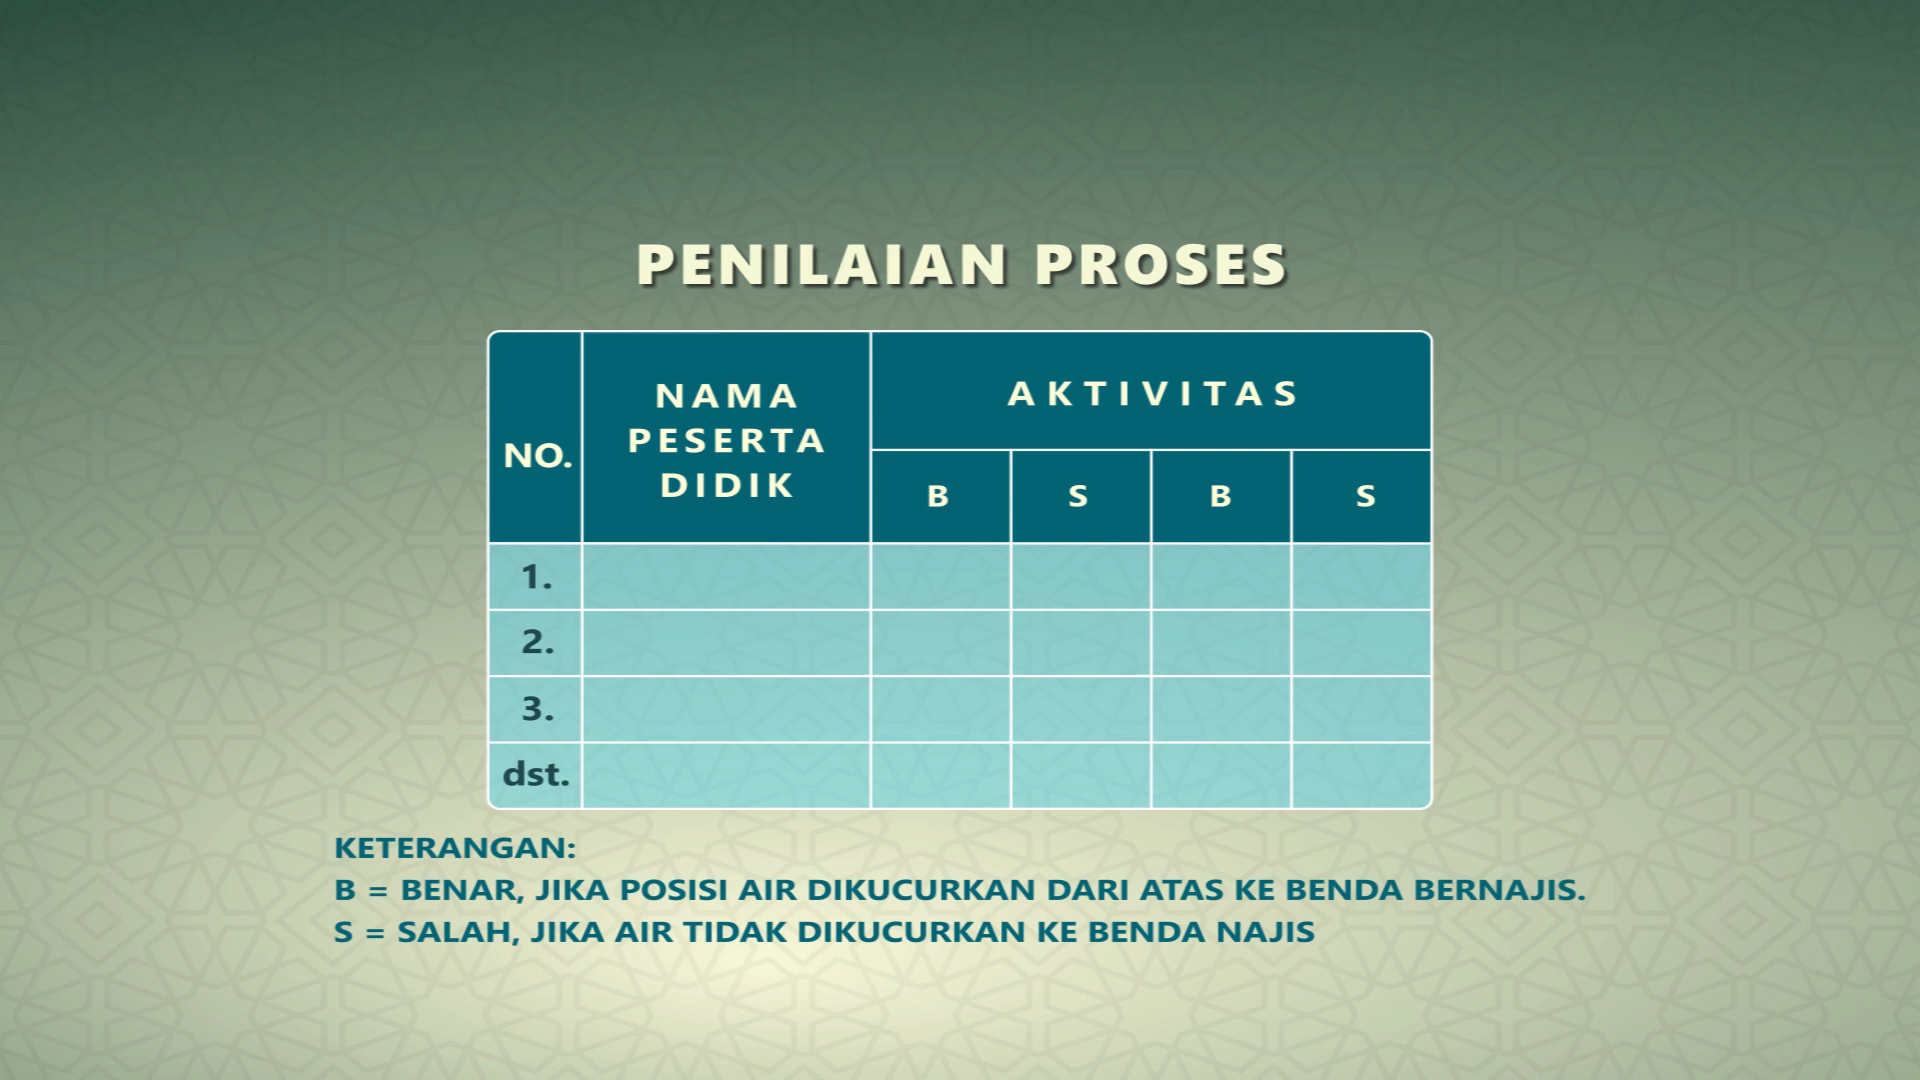 PENILAIAN PROSES
NO.
NAMA
PESERTA
DIDIK
AKTIVITAS
B S B S
1.
2.
3.
dst.
KETERANGAN:
B = BENAR, JIKA POSISI AIR DIKUCURKAN DARI ATAS KE BENDA BERNAJIS.
S = SALAH, JIKA AIR TIDAK DIKUCURKAN KE BENDA NAJIS